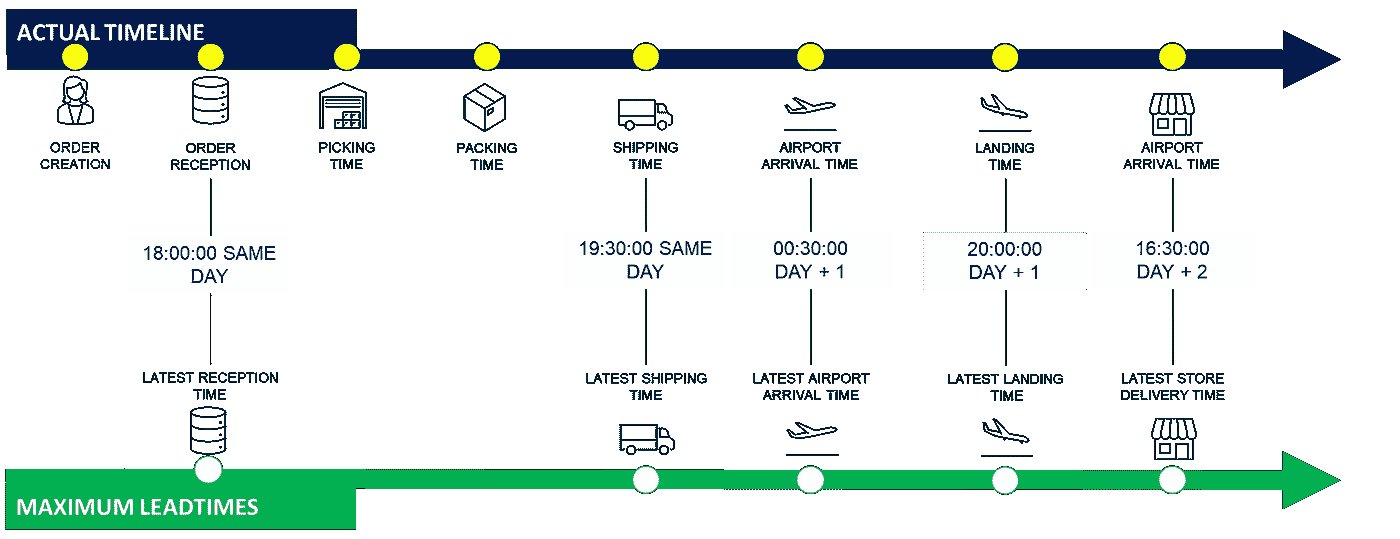 ACTUAL TIMELINE
ORDER
CREATION
ORDER
RECEPTION
PICKING
TIME
PACKING
TIME
SHIPPING
TIME
AIRPORT
ARRIVAL TIME
LANDING
TIME
AIRPORT
ARRIVAL TIME
18:00:00 SAME
DAY
19:30:00 SAME
DAY
00:30:00
DAY + 1
20:00:00
DAY + 1
16:30:00
DAY + 2
LATEST RECEPTION
TIME
LATEST SHIPPING
TIME
LATEST AIRPORT
ARRIVAL TIME
LATEST LANDING
TIME
LATEST STORE
DELIVERY TIME
MAXIMUM LEADTIMES